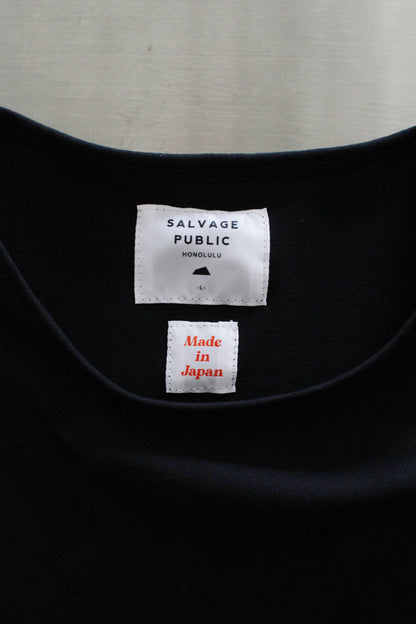 SALVAGE
PUBLIC
HONOLULU
-L-
Made
in
Japan